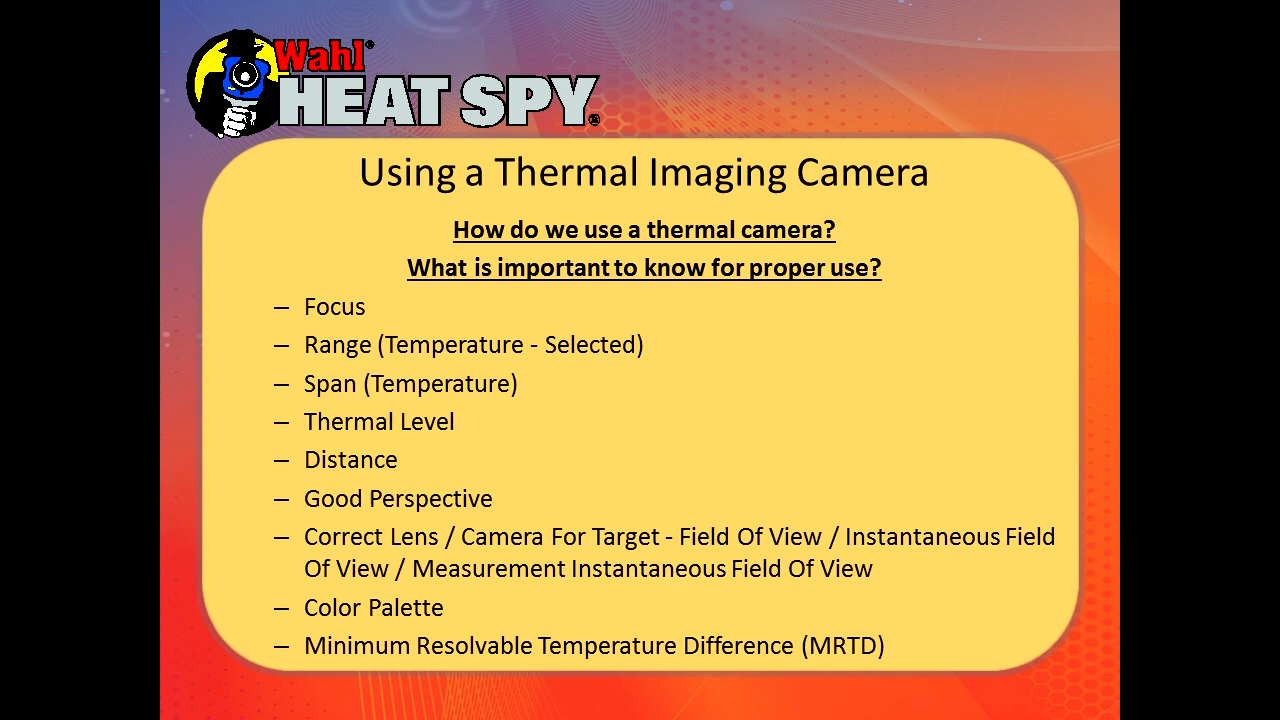 Wahl®
HEAT SPY®
Using a Thermal Imaging Camera
How do we use a thermal camera?
What is important to know for proper use?
– Focus
– Range (Temperature - Selected)
– Span (Temperature)
– Thermal Level
– Distance
– Good Perspective
– Correct Lens / Camera For Target - Field Of View / Instantaneous Field
Of View / Measurement Instantaneous Field Of View
– Color Palette
– Minimum Resolvable Temperature Difference (MRTD)